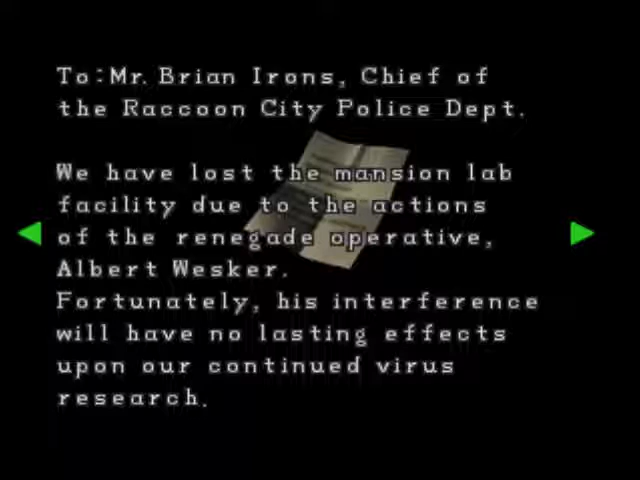 To:Mr. Brian Irons, Chief of
the Raccoon City Police Dept.
We have lost the mansion lab
facility due to the actions
of the renegade operative,
Albert Wesker.
Fortunately, his interference
will have no lasting effects
upon our continued virus
research.